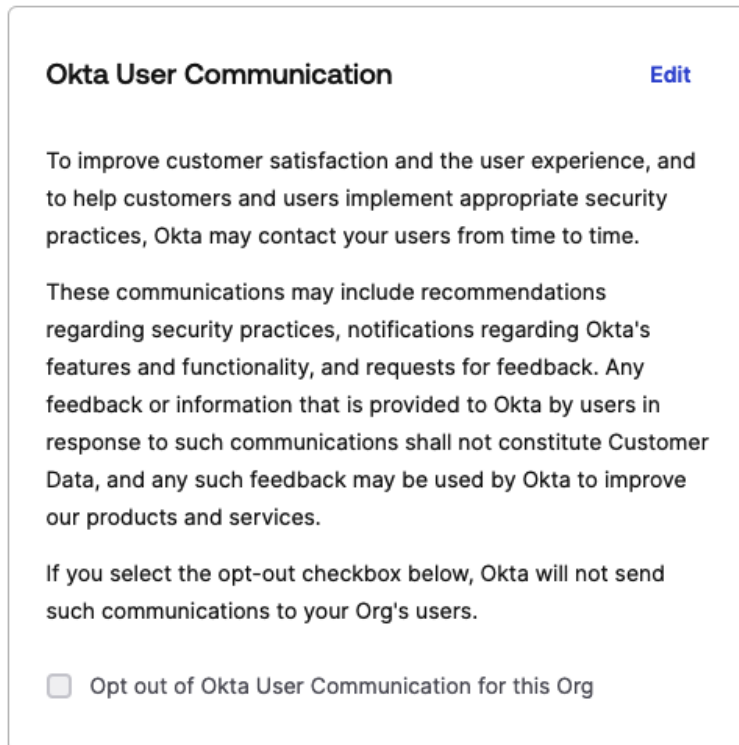 Okta User Communication
Edit
To improve customer satisfaction and the user experience, and
to help customers and users implement appropriate security
practices, Okta may contact your users from time to time.
These communications may include recommendations
regarding security practices, notifications regarding Okta's
features and functionality, and requests for feedback. Any
feedback or information that is provided to Okta by users in
response to such communications shall not constitute Customer
Data, and any such feedback may be used by Okta to improve
our products and services.
If you select the opt-out checkbox below, Okta will not send
such communications to your Org's users.
Opt out of Okta User Communication for this Org